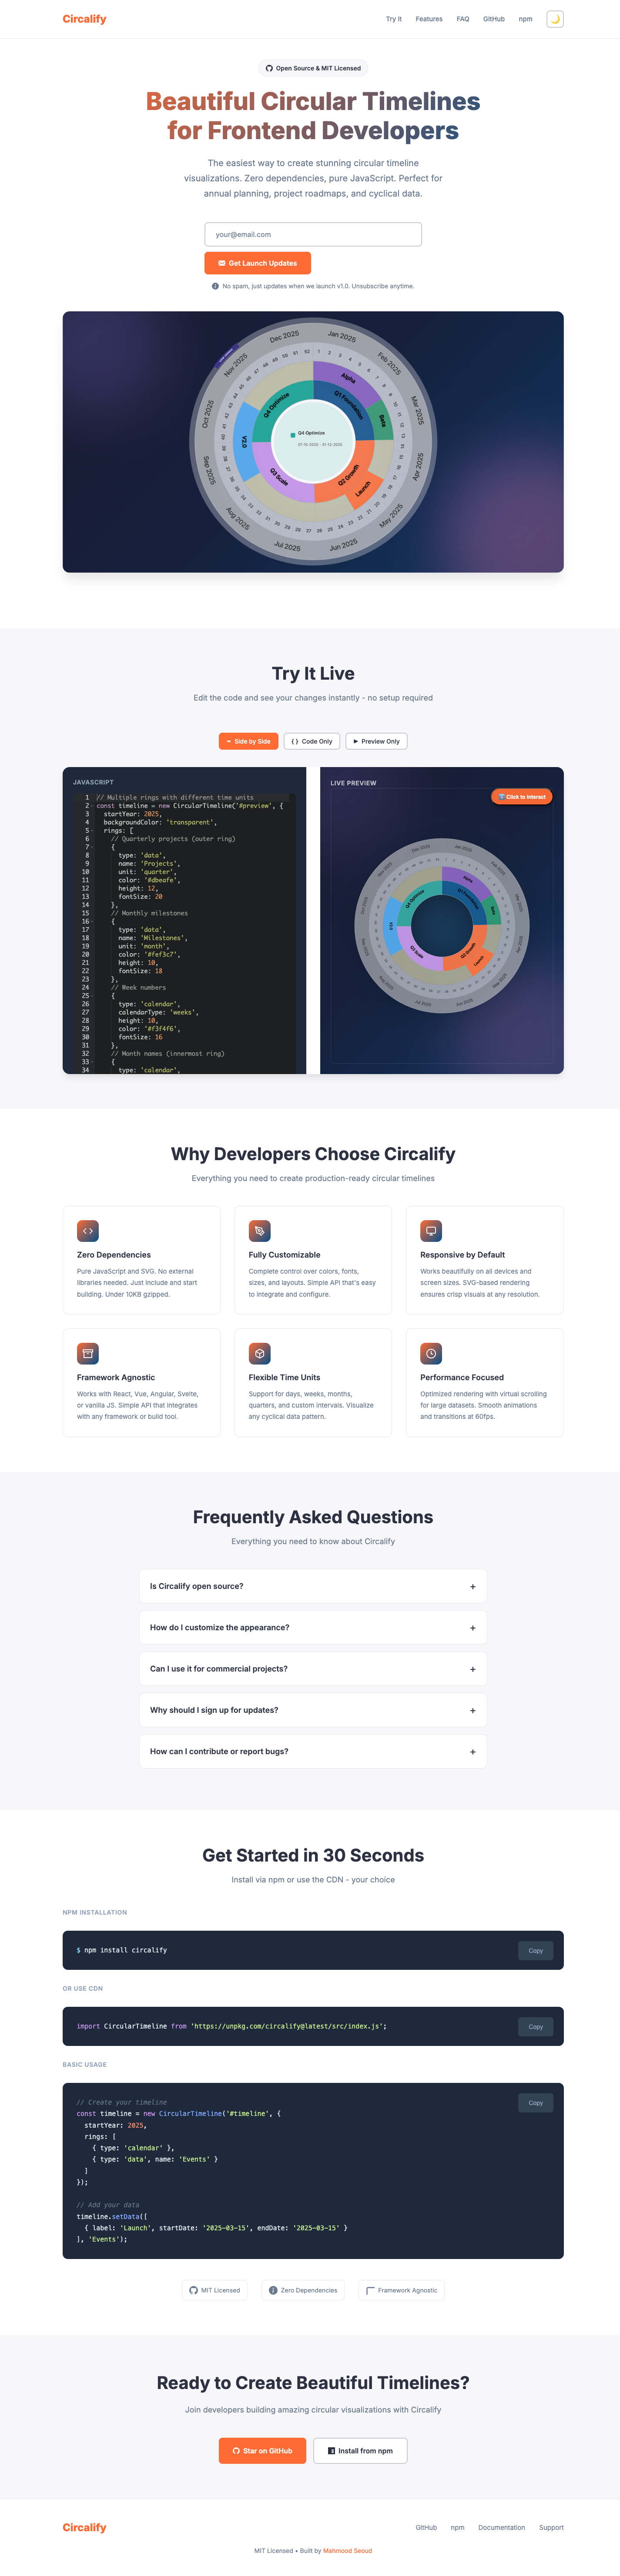 Circalify
Try it
Features
FAQ
GitHub
npm
Open Source & MIT Licensed
Beautiful Circular Timelines
for Frontend Developers
The easiest way to create stunning circular timeline
visualizations. Zero dependencies, pure JavaScript. Perfect for
annual planning, project roadmaps, and cyclical data.
your@email.com
Get Launch Updates
No spam, just updates when we launch v1.0. Unsubscribe anytime.
Jan 2025
Feb 2025
Mar 2025
Apr 2025
May 2025
Jun 2025
Jul 2025
Aug 2025
Sep 2025
Oct 2025
Nov 2025
Dec 2025
Alpha
Beta
Launch
V2.0
Q1 Foundation
Q2 Growth
Q3 Scale
Q4 Optimize
Q4 Optimize
01-10-2025 - 31-12-2025
Try It Live
Edit the code and see your changes instantly - no setup required
Side by Side
{ } Code Only
Preview Only
JAVASCRIPT
1 // Multiple rings with different time units
2 const timeline = new CircularTimeline('#preview', {
3 startYear: 2025,
4 backgroundColor: 'transparent',
5 rings: [
6 // Quarterly projects (outer ring)
7 {
8 type: 'data',
9 name: 'Projects',
10 unit: 'quarter',
11 color: '#dbeafe',
12 height: 12,
13 fontSize: 20
14 },
15 // Monthly milestones
16 {
17 type: 'data',
18 name: 'Milestones',
19 unit: 'month',
20 color: '#fef3c7',
21 height: 10,
22 fontSize: 18
23 },
24 // Week numbers
25 {
26 type: 'calendar',
27 calendarType: 'weeks',
28 height: 10,
29 color: '#f3f4f6',
30 fontSize: 16
31 },
32 // Month names (innermost ring)
33 {
34 type: 'calendar',
LIVE PREVIEW
Click to Interact
Alpha
Beta
Launch
Q1 Foundation
Q2 Growth
Q3 Scale
Q4 Optimize
Why Developers Choose Circalify
Everything you need to create production-ready circular timelines
Zero Dependencies
Pure JavaScript and SVG. No external
libraries needed. Just include and start
building. Under 10KB gzipped.
Fully Customizable
Complete control over colors, fonts,
sizes, and layouts. Simple API that's easy
to integrate and configure.
Responsive by Default
Works beautifully on all devices and
screen sizes. SVG-based rendering
ensures crisp visuals at any resolution.
Framework Agnostic
Works with React, Vue, Angular, Svelte,
or vanilla JS. Simple API that integrates
with any framework or build tool.
Flexible Time Units
Support for days, weeks, months,
quarters, and custom intervals. Visualize
any cyclical data pattern.
Performance Focused
Optimized rendering with virtual scrolling
for large datasets. Smooth animations
and transitions at 60fps.
Frequently Asked Questions
Everything you need to know about Circalify
Is Circalify open source? +
How do I customize the appearance? +
Can I use it for commercial projects? +
Why should I sign up for updates? +
How can I contribute or report bugs? +
Get Started in 30 Seconds
Install via npm or use the CDN - your choice
NPM INSTALLATION
$ npm install circalify
Copy
OR USE CDN
import CircularTimeline from 'https://unpkg.com/circalify@latest/src/index.js';
Copy
BASIC USAGE
Copy
// Create your timeline
const timeline = new CircularTimeline('#timeline', {
startYear: 2025,
rings: [
{ type: 'calendar' },
{ type: 'data', name: 'Events' }
]
});
// Add your data
timeline.setData([
{ label: 'Launch', startDate: '2025-03-15', endDate: '2025-03-15' }
], 'Events');
MIT Licensed
Zero Dependencies
Framework Agnostic
Ready to Create Beautiful Timelines?
Join developers building amazing circular visualizations with Circalify
Star on GitHub
Install from npm
Circalify
GitHub
npm
Documentation
Support
MIT Licensed • Built by Mahmood Seoud